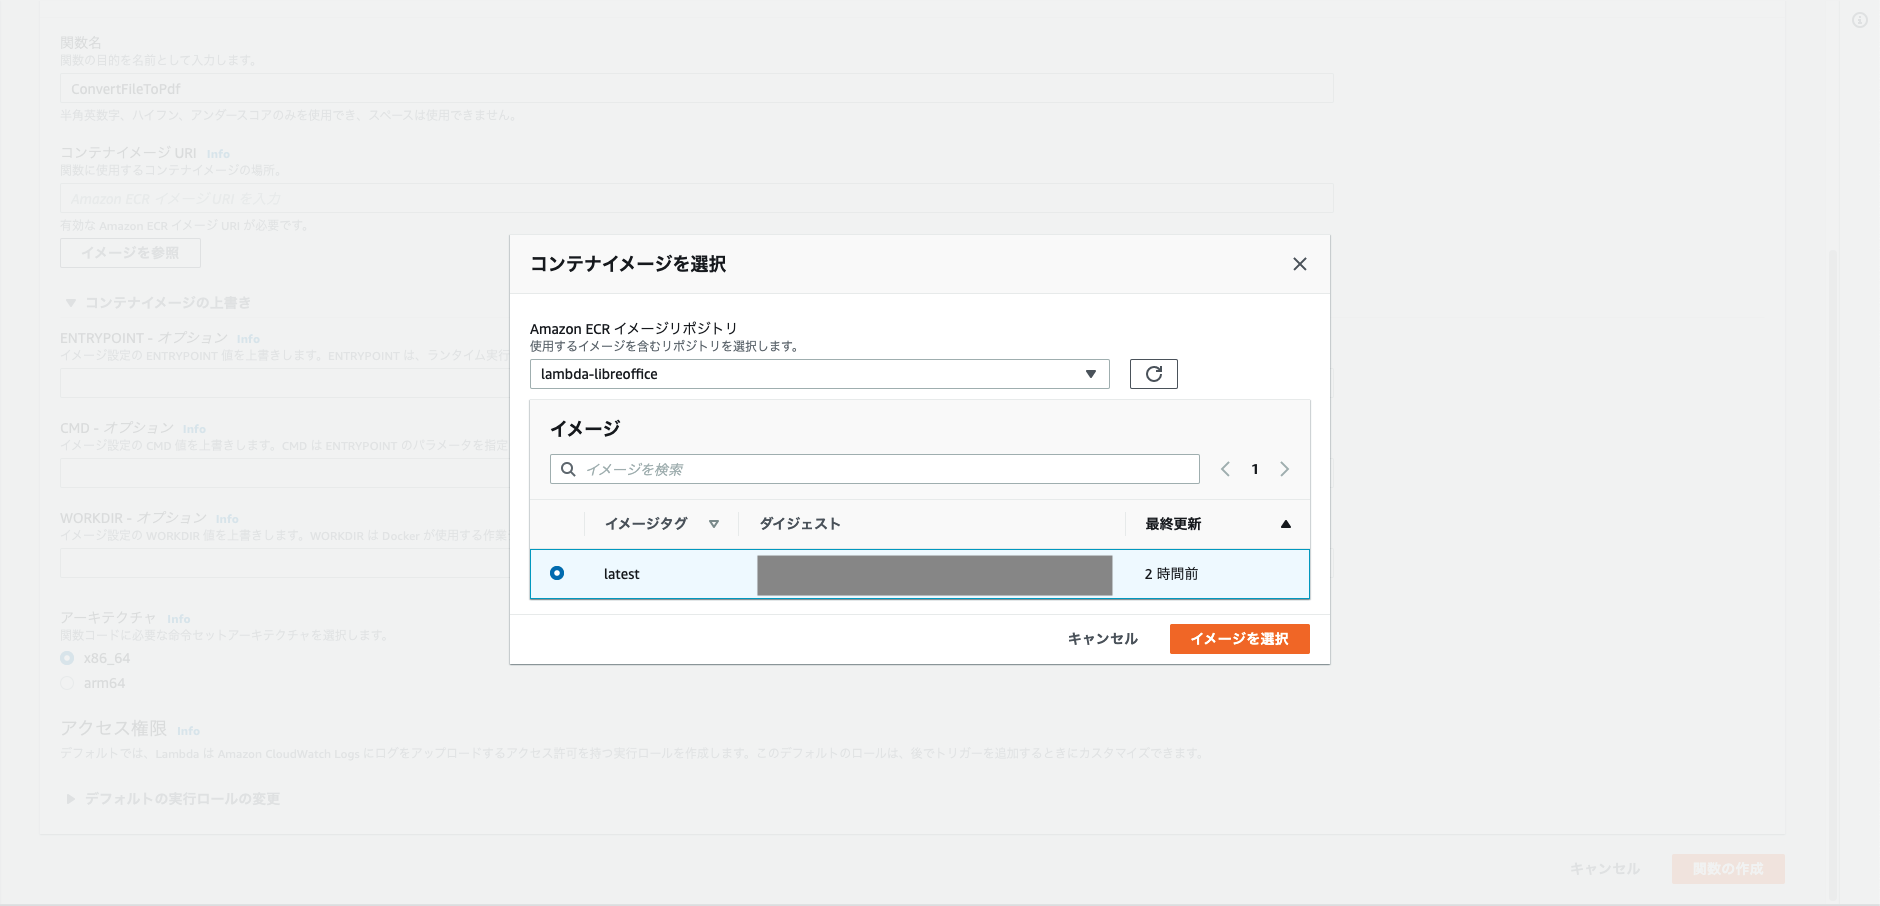 関数名
関数の目的を名前として入力します。
ConvertFileToPdf
半角英数字、ハイフン、アンダースコアのみを使用でき、スペースは使用できません。
コンテナイメージ URI Info
関数に使用するコンテナイメージの場所。
Amazon ECR イメージ URI を入力
有効な Amazon ECR イメージ URI が必要です。
イメージを参照
コンテナイメージの上書き
ENTRYPOINT - オプション Info
イメージ設定の ENTRYPOINT 値を上書きします。ENTRYPOINT は、ランタイム実行
CMD - オプション Info
イメージ設定の CMD 値を上書きします。CMD は ENTRYPOINT のパラメータを指定
WORKDIR - オプション Info
イメージ設定の WORKDIR 値を上書きします。WORKDIR は Docker が使用する作業
アーキテクチャ Info
関数コードに必要な命令セットアーキテクチャを選択します。
x86_64
arm64
アクセス権限 Info
デフォルトでは、Lambda は Amazon CloudWatch Logs にログをアップロードするアクセス許可を持つ実行ロールを作成します。このデフォルトのロールは、後でトリガーを追加するときにカスタマイズできます。
デフォルトの実行ロールの変更
キャンセル 関数の作成
コンテナイメージを選択
Amazon ECR イメージリポジトリ
使用するイメージを含むリポジトリを選択します。
lambda-libreoffice
イメージ
イメージを検索
1
イメージタグ ダイジェスト 最終更新
latest 2 時間前
キャンセル イメージを選択